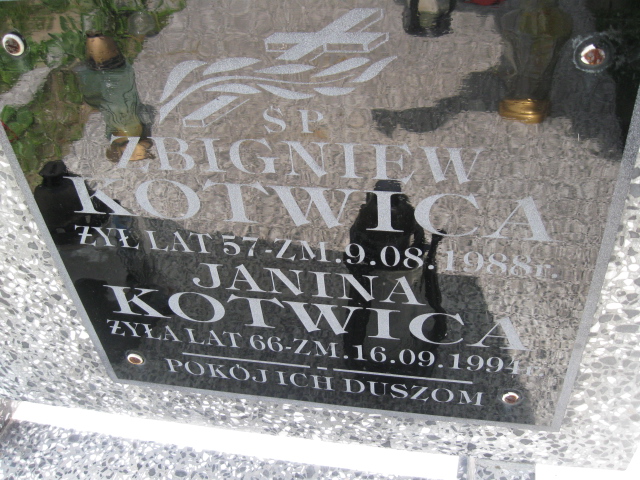 ŚP
ZBIGNIEW
KOTWICA
ŻYŁ LAT 57-ZM.9.08.1988r.
JANINA
KOTWICA
ŻYŁA LAT 66-ZM.16.09.1994r.
POKÓJ ICH DUSZOM